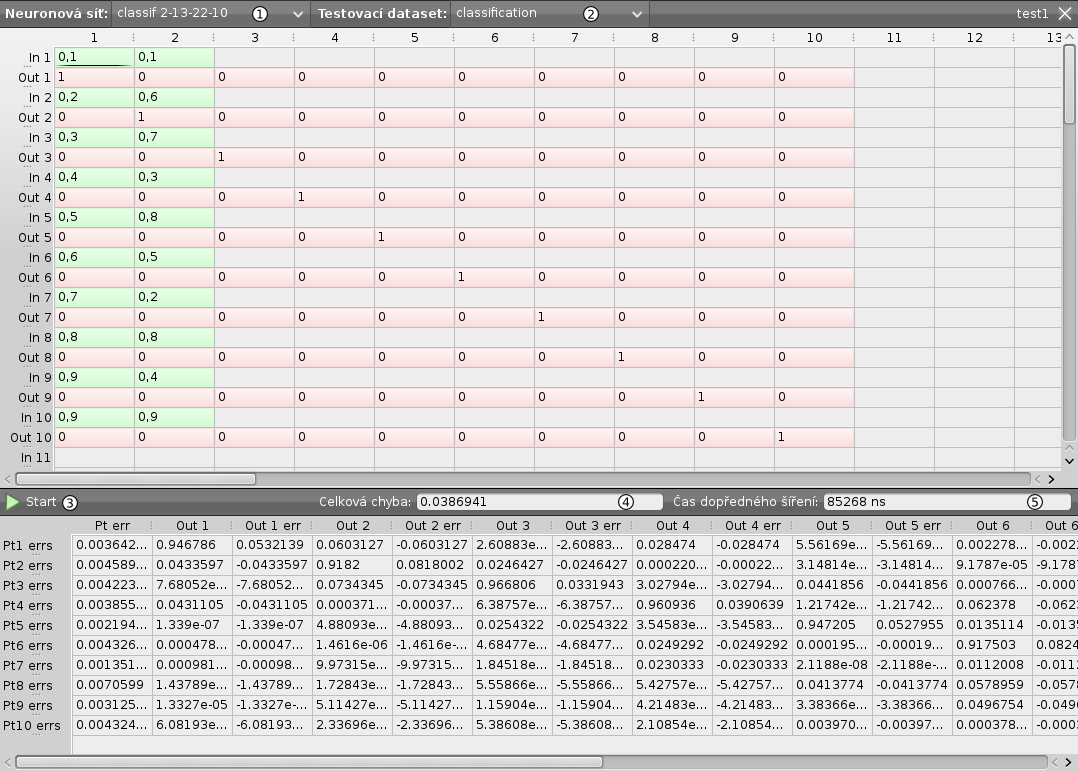 Neuronová síť: classif 2-13-22-10 1 Testovací dataset: classification 2 test1
1 2 3 4 5 6 7 8 9 10 11 12 13
In 1 0,1 0,1
Out 1 1 0 0 0 0 0 0 0 0 0
In 2 0,2 0,6
Out 2 0 1 0 0 0 0 0 0 0 0
In 3 0,3 0,7
Out 3 0 0 1 0 0 0 0 0 0 0
In 4 0,4 0,3
Out 4 0 0 0 1 0 0 0 0 0 0
In 5 0,5 0,8
Out 5 0 0 0 0 1 0 0 0 0 0
In 6 0,6 0,5
Out 6 0 0 0 0 0 1 0 0 0 0
In 7 0,7 0,2
Out 7 0 0 0 0 0 0 1 0 0 0
In 8 0,8 0,8
Out 8 0 0 0 0 0 0 0 1 0 0
In 9 0,9 0,4
Out 9 0 0 0 0 0 0 0 0 1 0
In 10 0,9 0,9
Out 10 0 0 0 0 0 0 0 0 0 1
In 11
Start 3 Celková chyba: 0.0386941 4 Čas dopředného šíření: 85268 ns 5
Pt err Out 1 Out 1 err Out 2 Out 2 err Out 3 Out 3 err Out 4 Out 4 err Out 5 Out 5 err Out 6 Out 6
Pt1 errs 0.003642... 0.946786 0.0532139 0.0603127 -0.0603127 2.60883e... -2.60883... 0.028474 -0.028474 5.56169e... -5.56169... 0.002278... -0.002
Pt2 errs 0.004589... 0.0433597 -0.0433597 0.9182 0.0818002 0.0246427 -0.0246427 0.000220... -0.00022... 3.14814e... -3.14814... 9.1787e-05 -9.1787
Pt3 errs 0.004223... 7.68052e... -7.68052... 0.0734345 -0.0734345 0.966806 0.0331943 3.02794e... -3.02794... 0.0441856 -0.0441856 0.000766... -0.000
Pt4 errs 0.003855... 0.0431105 -0.0431105 0.000371... -0.00037... 6.38757e... -6.38757... 0.960936 0.0390639 1.21742e... -1.21742... 0.062378 -0.062
Pt5 errs 0.002194... 1.339e-07 -1.339e-07 4.88093e... -4.88093... 0.0254322 -0.0254322 3.54583e... -3.54583... 0.947205 0.0527955 0.0135114 -0.013
Pt6 errs 0.004326... 0.000478... -0.00047... 1.4616e-06 -1.4616e-... 4.68477e... -4.68477... 0.0249292 -0.0249292 0.000195... -0.00019... 0.917503 0.0824
Pt7 errs 0.001351... 0.000981... -0.00098... 9.97315e... -9.97315... 1.84518e... -1.84518... 0.0230333 -0.0230333 2.1188e-08 -2.1188e-... 0.0112008 -0.011
Pt8 errs 0.0070599 1.43789e... -1.43789... 1.72843e... -1.72843... 5.55866e... -5.55866... 5.42757e... -5.42757... 0.0413774 -0.0413774 0.0578959 -0.057
Pt9 errs 0.003125... 1.3327e-05 -1.3327e-... 5.11427e... -5.11427... 1.15904e... -1.15904... 4.21483e... -4.21483... 3.38366e... -3.38366... 0.0496754 -0.049
Pt10 errs 0.004324... 6.08193e... -6.08193... 2.33696e... -2.33696... 5.38608e... -5.38608... 2.10854e... -2.10854... 0.003970... -0.00397... 0.000378... -0.000